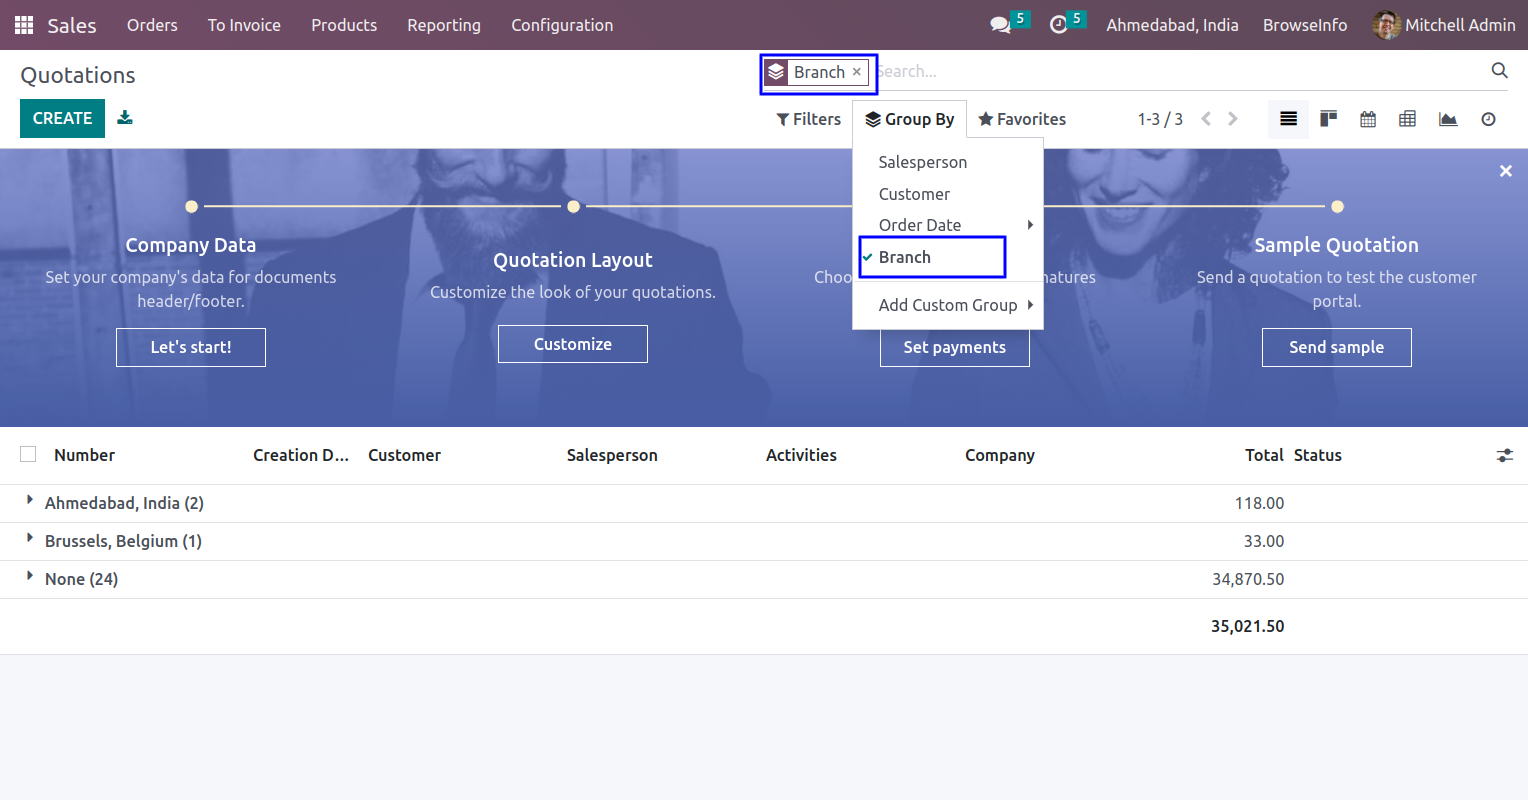 Sales Orders To Invoice Products Reporting Configuration 5 5 Ahmedabad, India BrowseInfo Mitchell Admin
Quotations Branch × Search...
CREATE Filters Group By Favorites 1-3 / 3
Salesperson
Customer
Order Date
Branch
Add Custom Group
Company Data
Set your company's data for documents
header/footer.
Let's start!
Quotation Layout
Customize the look of your quotations.
Customize
Set payments
Sample Quotation
Send a quotation to test the customer
portal.
Send sample
Number Creation D... Customer Salesperson Activities Company Total Status
Ahmedabad, India (2) 118.00
Brussels, Belgium (1) 33.00
None (24) 34,870.50
35,021.50